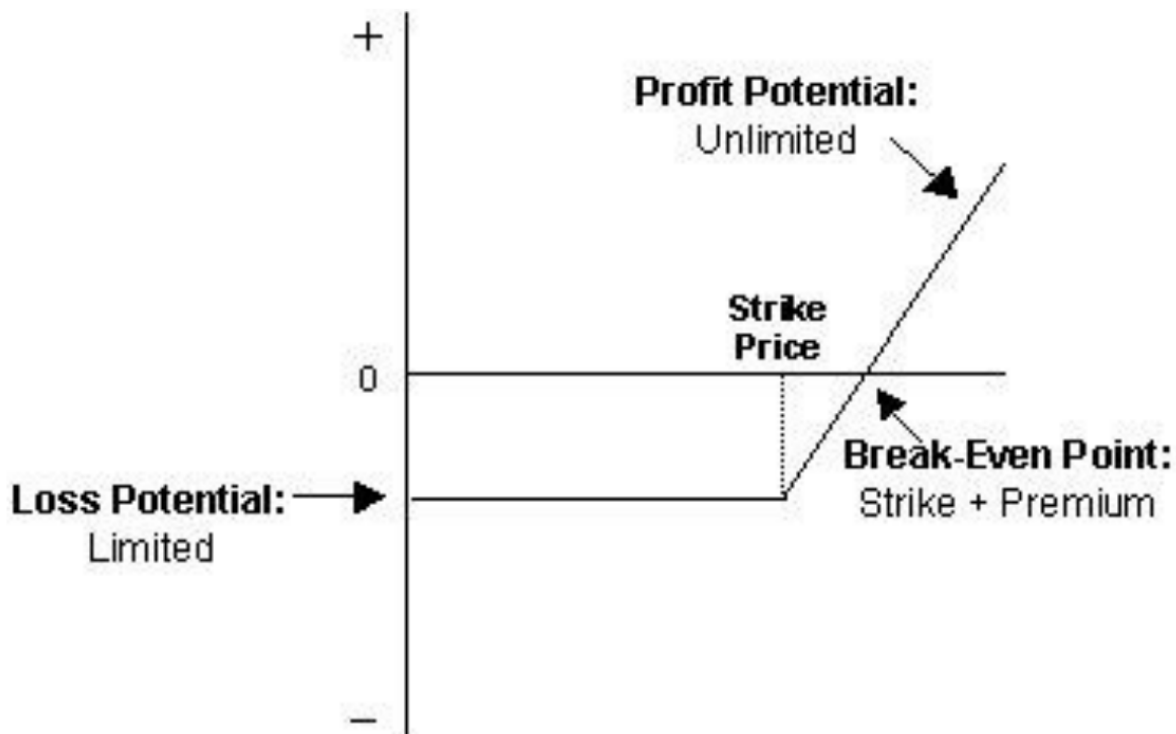 +
Profit Potential:
Unlimited
Strike
Price
0
Break-Even Point:
Strike + Premium
Loss Potential:
Limited
−